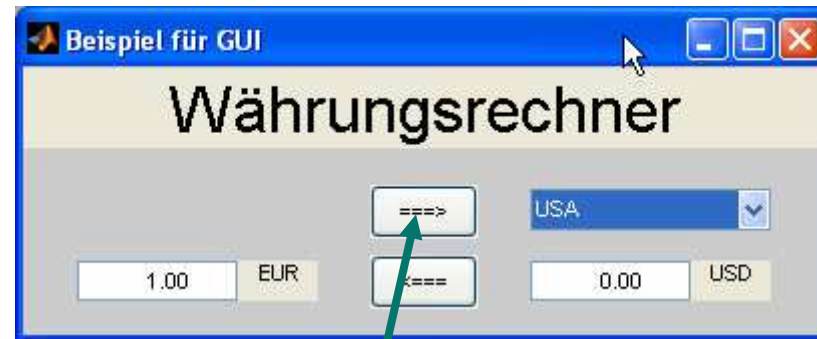 Beispiel für GUI
Währungsrechner
===> USA
1.00 EUR <=== 0.00 USD